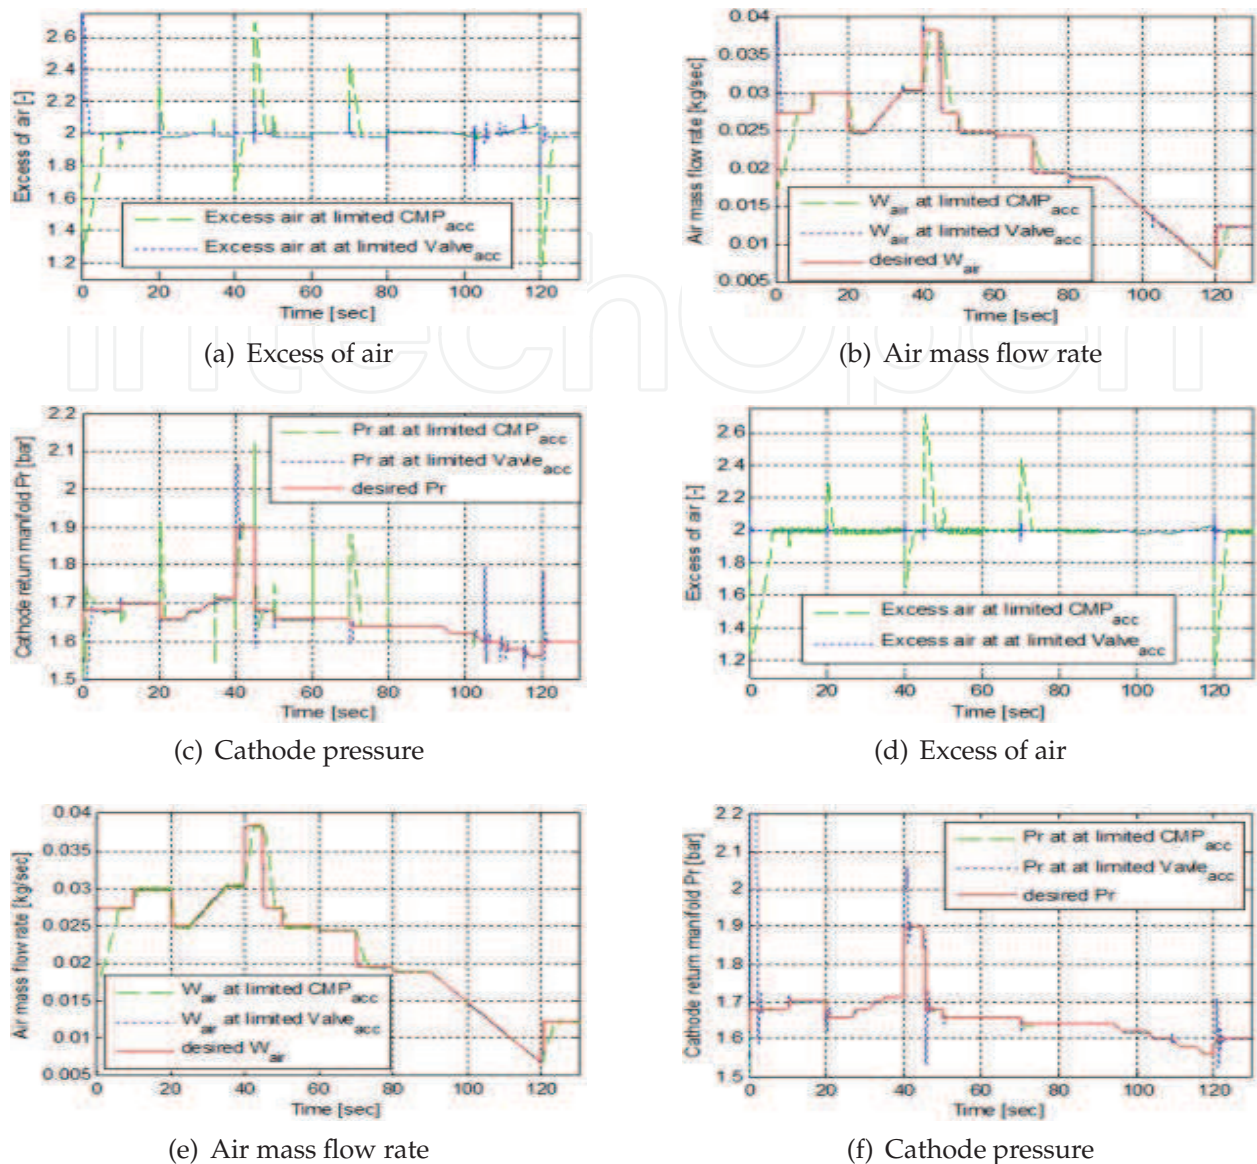 2.6
2.4
2.2
2
1.8
1.6
1.4
1.2
Excess of air [-]
Excess air at limited CMPacc
Excess air at at limited Valveacc
0 20 40 60 80 100 120
Time [sec]
(a) Excess of air
0.04
0.035
0.03
0.025
0.02
0.015
0.01
0.005
Air mass flow rate [kg/sec]
Wair at limited CMPacc
Wair at limited Valveacc
desired Wair
0 20 40 60 80 100 120
Time [sec]
(b) Air mass flow rate
intechopen
2.2
2.1
2
1.9
1.8
1.7
1.6
1.5
Cathode return manifold Pr [bar]
Pr at at limited CMPacc
Pr at at limited Vavleacc
desired Pr
0 20 40 60 80 100 120
Time [sec]
(c) Cathode pressure
2.6
2.4
2.2
2
1.8
1.6
1.4
1.2
Excess of air [-]
Excess air at limited CMPacc
Excess air at at limited Valveacc
0 20 40 60 80 100 120
Time [sec]
(d) Excess of air
0.04
0.035
0.03
0.025
0.02
0.015
0.01
0.005
Air mass flow rate [kg/sec]
Wair at limited CMPacc
Wair at limited Valveacc
desired Wair
0 20 40 60 80 100 120
Time [sec]
(e) Air mass flow rate
2.2
2.1
2
1.9
1.8
1.7
1.6
1.5
Cathode return manifold Pr [bar]
Pr at at limited CMPacc
Pr at at limited Vavleacc
desired Pr
0 20 40 60 80 100 120
Time [sec]
(f) Cathode pressure